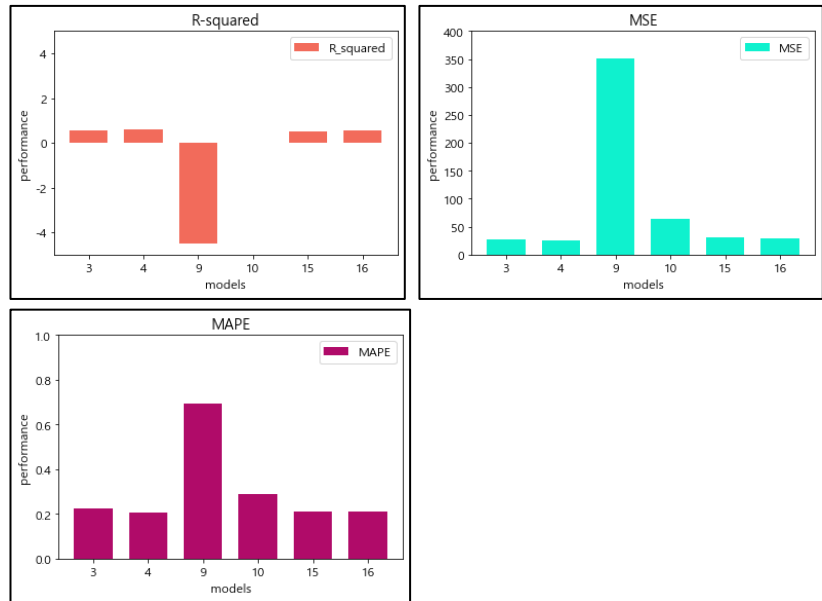 R-squared
R_squared
performance
4
2
0
-2
-4
3 4 9 10 15 16
models
MSE
MSE
performance
400
350
300
250
200
150
100
50
0
3 4 9 10 15 16
models
MAPE
MAPE
performance
1.0
0.8
0.6
0.4
0.2
0.0
3 4 9 10 15 16
models